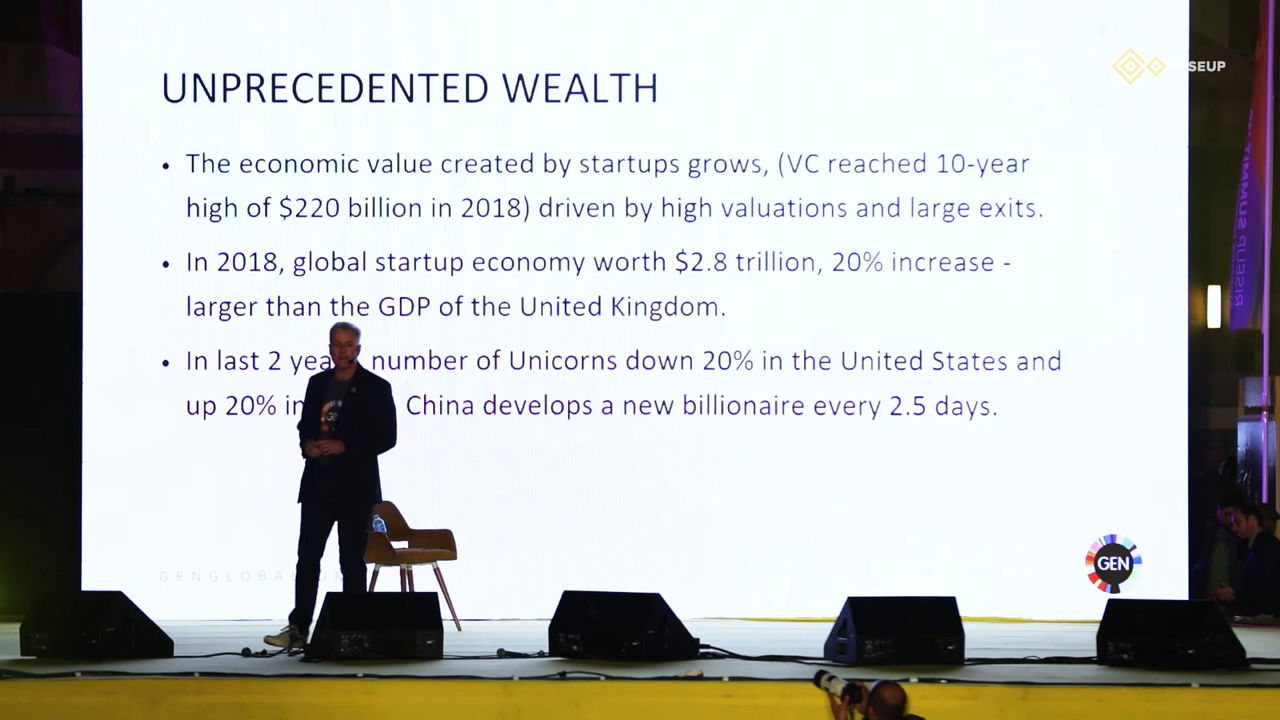 UNPRECEDENTED WEALTH
• The economic value created by startups grows, (VC reached 10-year
high of $220 billion in 2018) driven by high valuations and large exits.
• In 2018, global startup economy worth $2.8 trillion, 20% increase -
larger than the GDP of the United Kingdom.
• In last 2 number of Unicorns down 20% in the United States and
up 20% in China develops a new billionaire every 2.5 days.
GEN
GEN
RISEUP SUMMIT